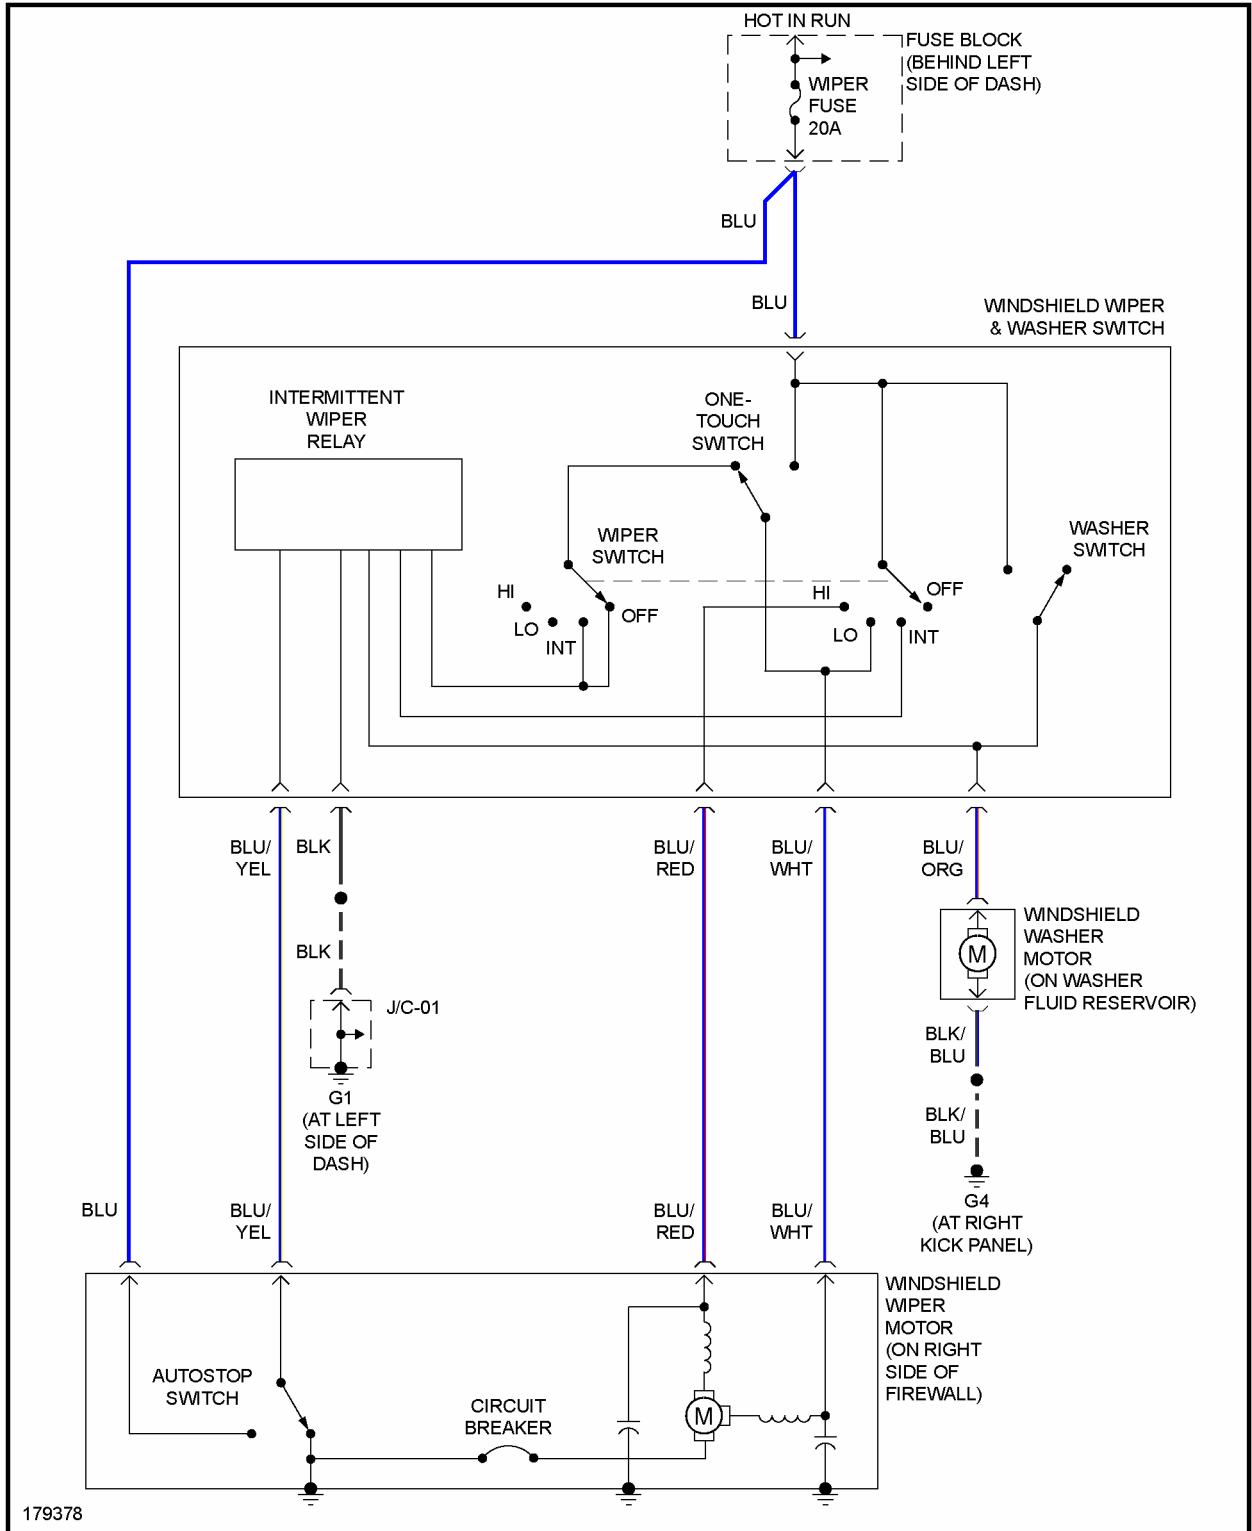 HOT IN RUN
FUSE BLOCK
(BEHIND LEFT
SIDE OF DASH)
WIPER
FUSE
20A
BLU
BLU
WINDSHIELD WIPER
& WASHER SWITCH
INTERMITTENT
WIPER
RELAY
ONE-
TOUCH
SWITCH
WIPER
SWITCH
WASHER
SWITCH
HI
LO
INT
OFF
HI
LO
INT
OFF
BLU/
YEL
BLK
BLU/
RED
BLU/
WHT
BLU/
ORG
BLK
J/C-01
G1
(AT LEFT
SIDE OF
DASH)
M
WINDSHIELD
WASHER
MOTOR
(ON WASHER
FLUID RESERVOIR)
BLK/
BLU
BLK/
BLU
G4
(AT RIGHT
KICK PANEL)
BLU
BLU/
YEL
BLU/
RED
BLU/
WHT
WINDSHIELD
WIPER
MOTOR
(ON RIGHT
SIDE OF
FIREWALL)
AUTOSTOP
SWITCH
CIRCUIT
BREAKER
M
179378